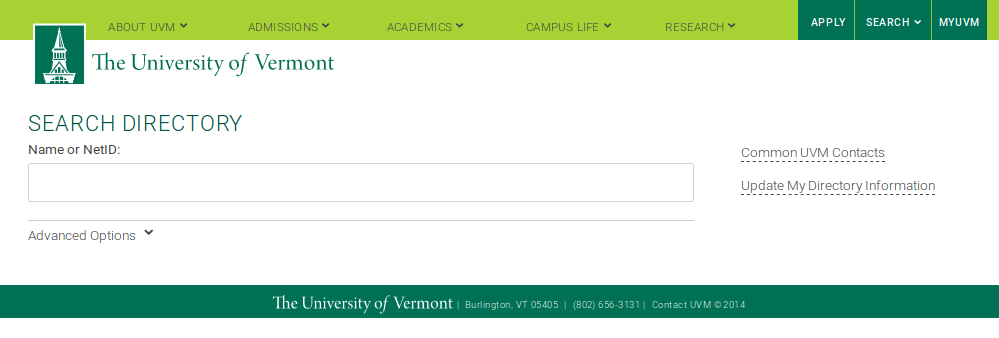 ABOUT UVM ADMISSIONS ACADEMICS CAMPUS LIFE RESEARCH APPLY SEARCH MYUVM
The University of Vermont
SEARCH DIRECTORY
Name or NetID:
Common UVM Contacts
Update My Directory Information
Advanced Options
The University of Vermont | Burlington, VT 05405 | (802) 656-3131 | Contact UVM © 2014